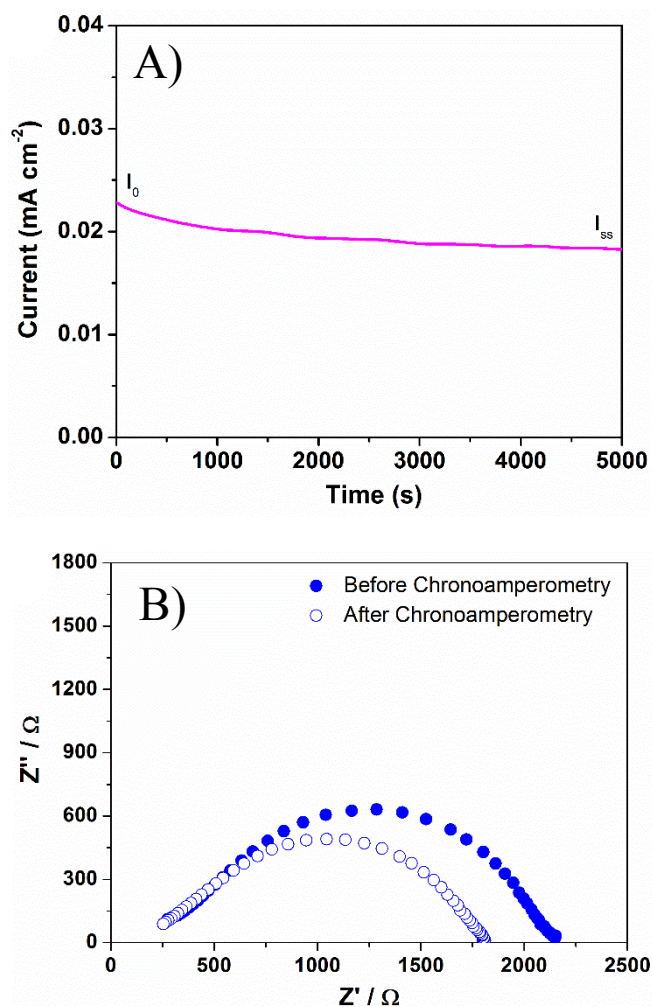 A)
Current (mA cm⁻²)
0.04
0.03
0.02
0.01
0.00
I₀
Iₛₛ
0 1000 2000 3000 4000 5000
Time (s)
B)
Before Chronoamperometry
After Chronoamperometry
Z'' / Ω
1800
1500
1200
900
600
300
0
0 500 1000 1500 2000 2500
Z' / Ω